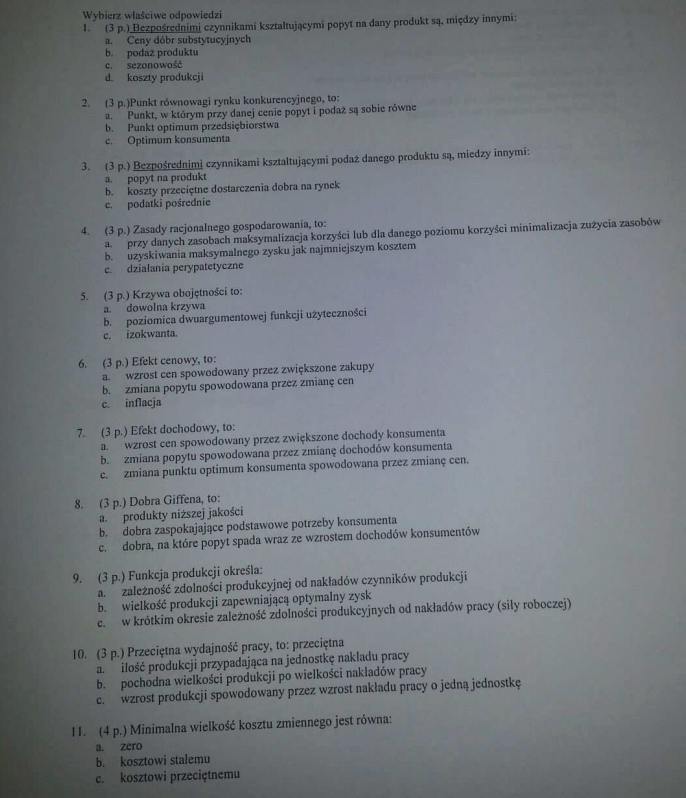 Wybierz właściwe odpowiedzi
1. (3 p.) Bezpośrednimi czynnikami kształtującymi popyt na dany produkt są, między innymi:
a. Ceny dóbr substytucyjnych
b. podaż produktu
c. sezonowość
d. koszty produkcji
2. (3 p.)Punkt równowagi rynku konkurencyjnego, to:
a. Punkt, w którym przy danej cenie popyt i podaż są sobie równe
b. Punkt optimum przedsiębiorstwa
c. Optimum konsumenta
3. (3 p.) Bezpośrednimi czynnikami kształtującymi podaż danego produktu są, miedzy innymi:
a. popyt na produkt
b. koszty przeciętne dostarczenia dobra na rynek
c. podatki pośrednie
4. (3 p.) Zasady racjonalnego gospodarowania, to:
a. przy danych zasobach maksymalizacja korzyści lub dla danego poziomu korzyści minimalizacja zużycia zasobów
b. uzyskiwania maksymalnego zysku jak najmniejszym kosztem
c. działania perypatetyczne
5. (3 p.) Krzywa obojętności to:
a. dowolna krzywa
b. poziomica dwuargumentowej funkcji użyteczności
c. izokwanta.
6. (3 p.) Efekt cenowy, to:
a. wzrost cen spowodowany przez zwiększone zakupy
b. zmiana popytu spowodowana przez zmianę cen
c. inflacja
7. (3 p.) Efekt dochodowy, to:
a. wzrost cen spowodowany przez zwiększone dochody konsumenta
b. zmiana popytu spowodowana przez zmianę dochodów konsumenta
c. zmiana punktu optimum konsumenta spowodowana przez zmianę cen.
8. (3 p.) Dobra Giffena, to:
a. produkty niższej jakości
b. dobra zaspokajające podstawowe potrzeby konsumenta
c. dobra, na które popyt spada wraz ze wzrostem dochodów konsumentów
9. (3 p.) Funkcja produkcji określa:
a. zależność zdolności produkcyjnej od nakładów czynników produkcji
b. wielkość produkcji zapewniającą optymalny zysk
c. w krótkim okresie zależność zdolności produkcyjnych od nakładów pracy (siły roboczej)
10. (3 p.) Przeciętna wydajność pracy, to: przeciętna
a. ilość produkcji przypadająca na jednostkę nakładu pracy
b. pochodna wielkości produkcji po wielkości nakładów pracy
c. wzrost produkcji spowodowany przez wzrost nakładu pracy o jedną jednostkę
11. (4 p.) Minimalna wielkość kosztu zmiennego jest równa:
a. zero
b. kosztowi stałemu
c. kosztowi przeciętnemu